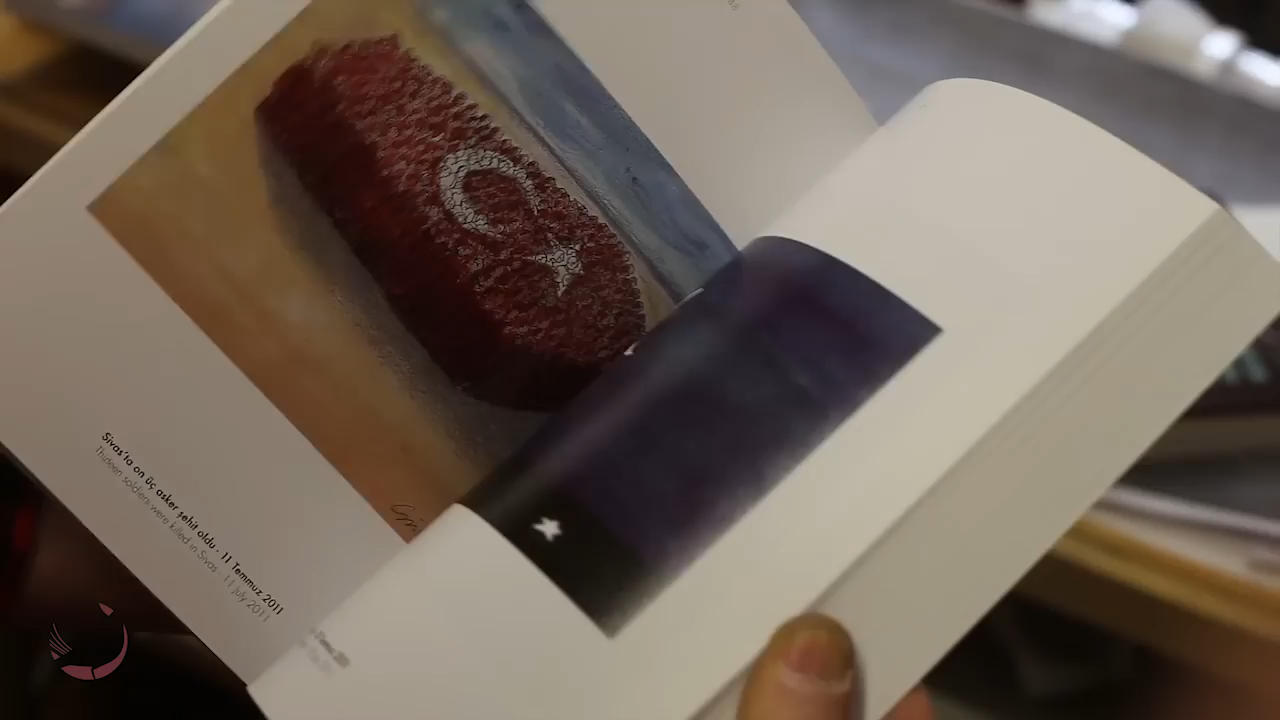 Sivas'ta on üç asker şehit oldu - 11 Temmuz 2011
Thirteen soldiers were killed in Sivas - 11 July 2011